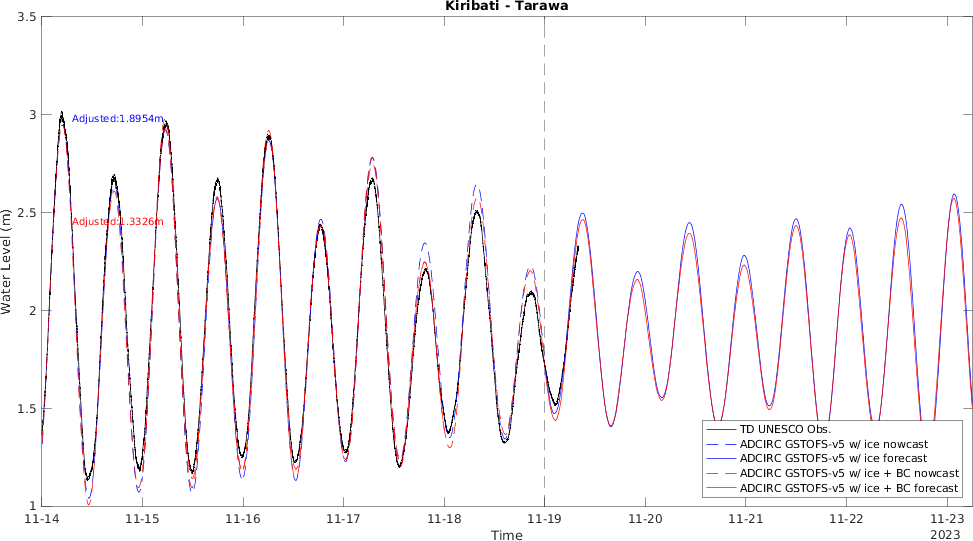 Kiribati - Tarawa
3.5
3
2.5
2
1.5
1
Water Level (m)
Adjusted:1.8954m
Adjusted:1.3326m
TD UNESCO Obs.
ADCIRC GSTOFS-v5 w/ ice nowcast
ADCIRC GSTOFS-v5 w/ ice forecast
ADCIRC GSTOFS-v5 w/ ice + BC nowcast
ADCIRC GSTOFS-v5 w/ ice + BC forecast
11-14 11-15 11-16 11-17 11-18 11-19 11-20 11-21 11-22 11-23
2023
Time